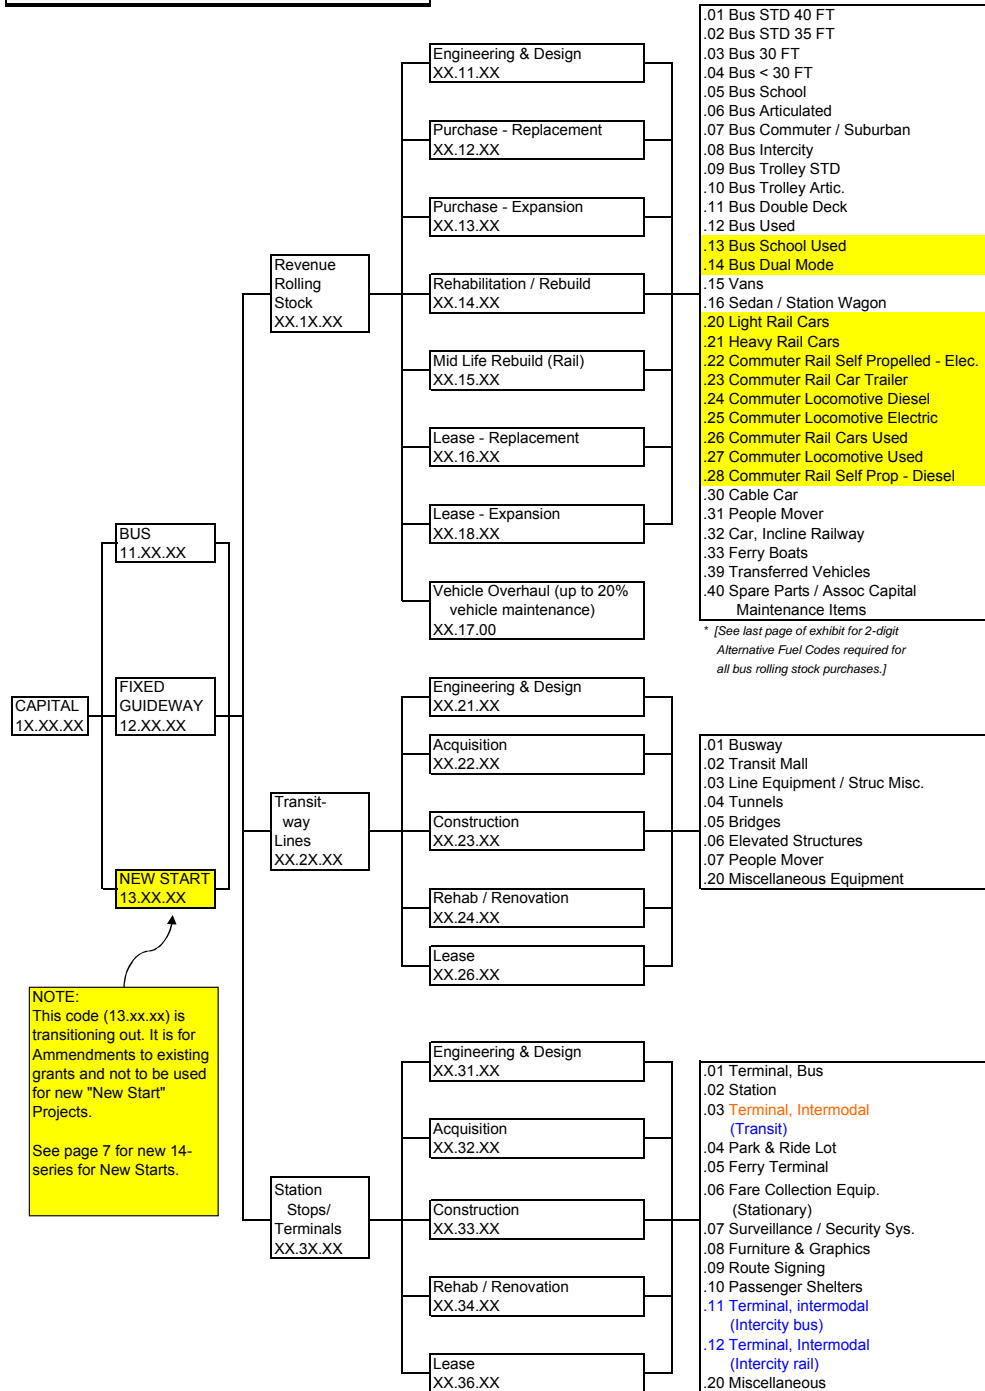 CAPITAL
1X.XX.XX
BUS
11.XX.XX
FIXED
GUIDEWAY
12.XX.XX
NEW START
13.XX.XX
NOTE:
This code (13.xx.xx) is
transitioning out. It is for
Ammendments to existing
grants and not to be used
for new "New Start"
Projects.
See page 7 for new 14-
series for New Starts.
Revenue
Rolling
Stock
XX.1X.XX
Engineering & Design
XX.11.XX
Purchase - Replacement
XX.12.XX
Purchase - Expansion
XX.13.XX
Rehabilitation / Rebuild
XX.14.XX
Mid Life Rebuild (Rail)
XX.15.XX
Lease - Replacement
XX.16.XX
Lease - Expansion
XX.18.XX
Vehicle Overhaul (up to 20%
vehicle maintenance)
XX.17.00
.01 Bus STD 40 FT
.02 Bus STD 35 FT
.03 Bus 30 FT
.04 Bus < 30 FT
.05 Bus School
.06 Bus Articulated
.07 Bus Commuter / Suburban
.08 Bus Intercity
.09 Bus Trolley STD
.10 Bus Trolley Artic.
.11 Bus Double Deck
.12 Bus Used
.13 Bus School Used
.14 Bus Dual Mode
.15 Vans
.16 Sedan / Station Wagon
.20 Light Rail Cars
.21 Heavy Rail Cars
.22 Commuter Rail Self Propelled - Elec.
.23 Commuter Rail Car Trailer
.24 Commuter Locomotive Diesel
.25 Commuter Locomotive Electric
.26 Commuter Rail Cars Used
.27 Commuter Locomotive Used
.28 Commuter Rail Self Prop - Diesel
.30 Cable Car
.31 People Mover
.32 Car, Incline Railway
.33 Ferry Boats
.39 Transferred Vehicles
.40 Spare Parts / Assoc Capital
Maintenance Items
* [See last page of exhibit for 2-digit
Alternative Fuel Codes required for
all bus rolling stock purchases.]
Transit-
way
Lines
XX.2X.XX
Engineering & Design
XX.21.XX
Acquisition
XX.22.XX
Construction
XX.23.XX
Rehab / Renovation
XX.24.XX
Lease
XX.26.XX
.01 Busway
.02 Transit Mall
.03 Line Equipment / Struc Misc.
.04 Tunnels
.05 Bridges
.06 Elevated Structures
.07 People Mover
.20 Miscellaneous Equipment
Station
Stops/
Terminals
XX.3X.XX
Engineering & Design
XX.31.XX
Acquisition
XX.32.XX
Construction
XX.33.XX
Rehab / Renovation
XX.34.XX
Lease
XX.36.XX
.01 Terminal, Bus
.02 Station
.03 Terminal, Intermodal
(Transit)
.04 Park & Ride Lot
.05 Ferry Terminal
.06 Fare Collection Equip.
(Stationary)
.07 Surveillance / Security Sys.
.08 Furniture & Graphics
.09 Route Signing
.10 Passenger Shelters
.11 Terminal, intermodal
(Intercity bus)
.12 Terminal, Intermodal
(Intercity rail)
.20 Miscellaneous